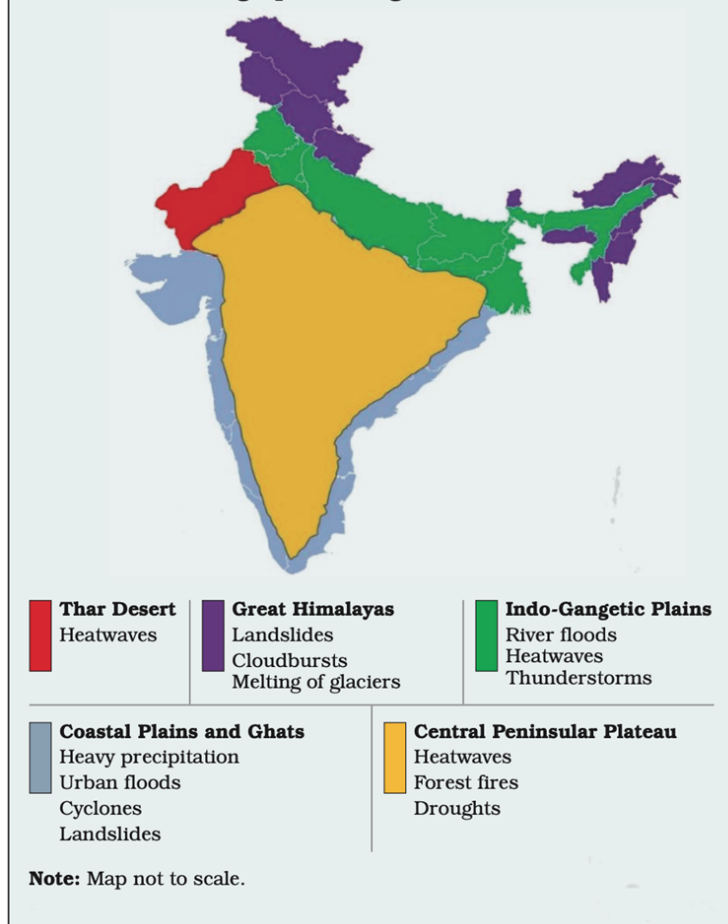 Thar Desert
Heatwaves
Great Himalayas
Landslides
Cloudbursts
Melting of glaciers
Indo-Gangetic Plains
River floods
Heatwaves
Thunderstorms
Coastal Plains and Ghats
Heavy precipitation
Urban floods
Cyclones
Landslides
Central Peninsular Plateau
Heatwaves
Forest fires
Droughts
Note: Map not to scale.